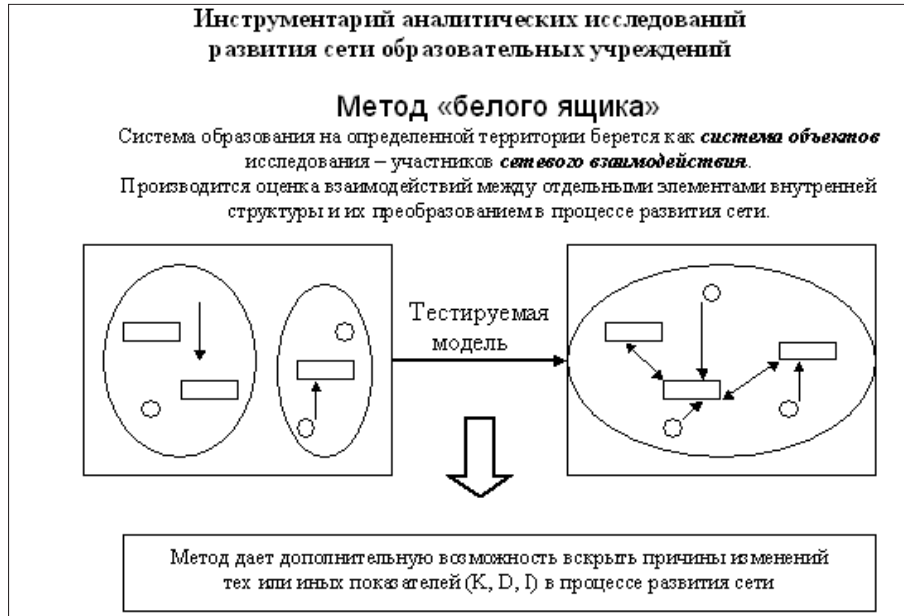 Инструментарий аналитических исследований
развития сети образовательных учреждений
Метод «белого ящика»
Система образования на определенной территории берется как система объектов
исследования – участников сетевого взаимодействия.
Производится оценка взаимодействий между отдельными элементами внутренней
структуры и их преобразованием в процессе развития сети.
Тестируемая
модель
Метод дает дополнительную возможность вскрыть причины изменений
тех или иных показателей (K, D, I) в процессе развития сети